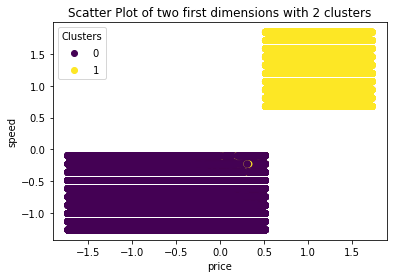 Scatter Plot of two first dimensions with 2 clusters
Clusters
0
1
speed
1.5
1.0
0.5
0.0
−0.5
−1.0
−1.5 −1.0 −0.5 0.0 0.5 1.0 1.5
price